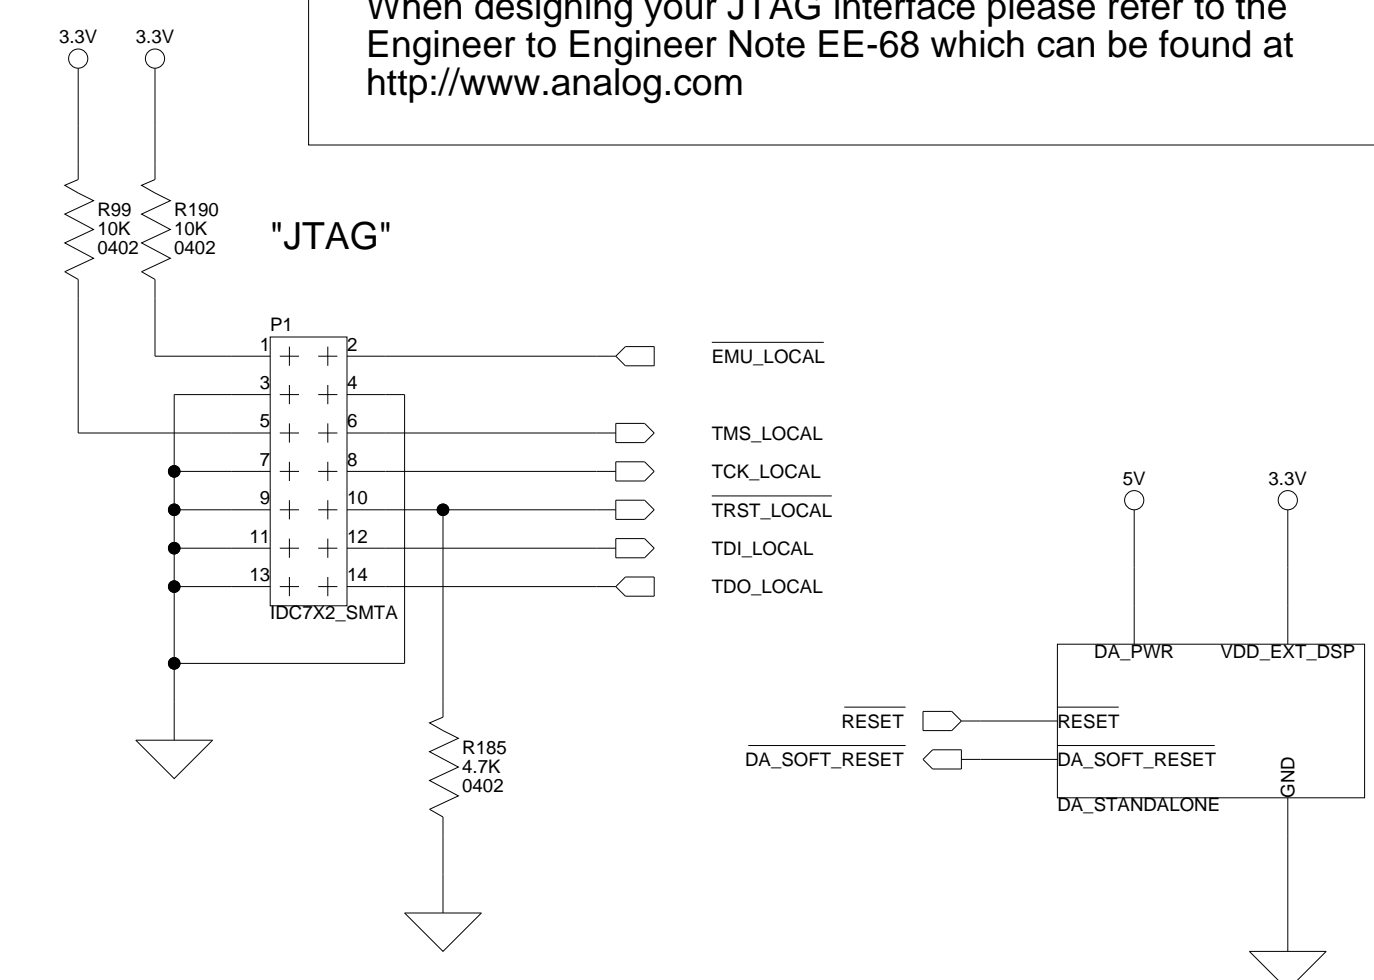 When designing your JTAG interface please refer to the
Engineer to Engineer Note EE-68 which can be found at
http://www.analog.com
3.3V
3.3V
R99
10K
0402
R190
10K
0402
"JTAG"
P1
1
2
3
4
5
6
7
8
9
10
11
12
13
14
IDC7X2_SMTA
EMU_LOCAL
TMS_LOCAL
TCK_LOCAL
TRST_LOCAL
TDI_LOCAL
TDO_LOCAL
R185
4.7K
0402
5V
3.3V
DA_PWR
VDD_EXT_DSP
RESET
RESET
DA_SOFT_RESET
DA_SOFT_RESET
GND
DA_STANDALONE